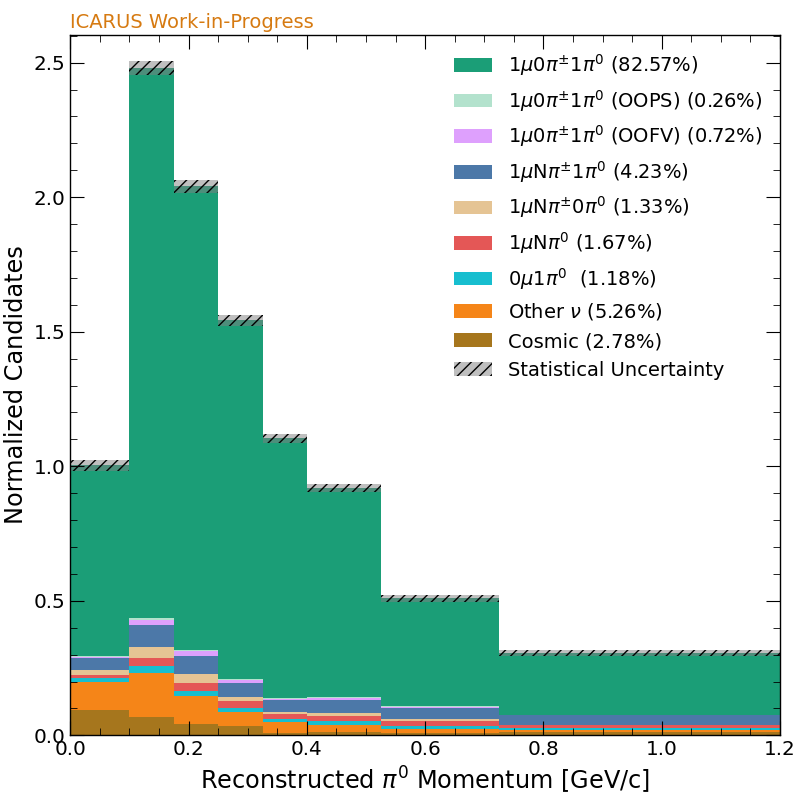 ICARUS Work-in-Progress
1μ0π±1π⁰ (82.57%)
1μ0π±1π⁰ (OOPS) (0.26%)
1μ0π±1π⁰ (OOFV) (0.72%)
1μNπ±1π⁰ (4.23%)
1μNπ±0π⁰ (1.33%)
1μNπ⁰ (1.67%)
0μ1π⁰ (1.18%)
Other ν (5.26%)
Cosmic (2.78%)
Statistical Uncertainty
Normalized Candidates
2.5
2.0
1.5
1.0
0.5
0.0
0.0 0.2 0.4 0.6 0.8 1.0 1.2
Reconstructed π⁰ Momentum [GeV/c]